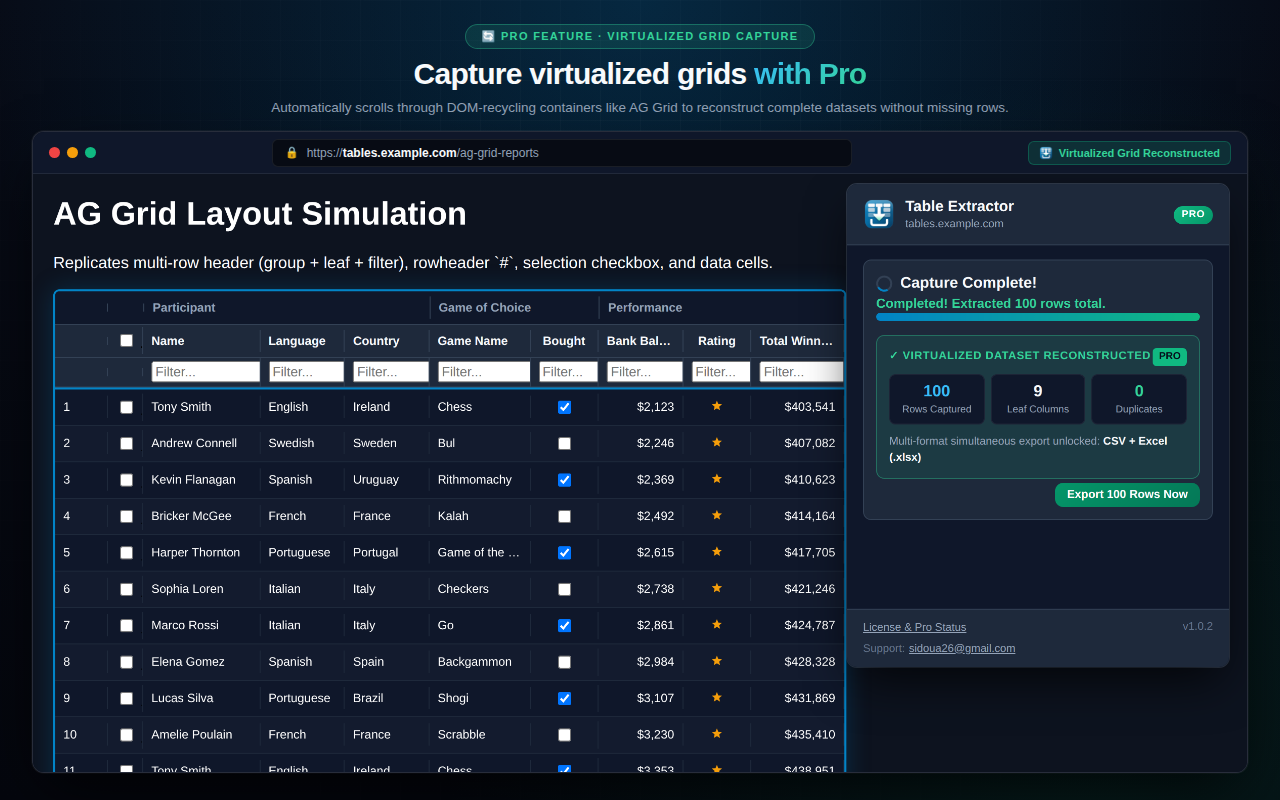 PRO FEATURE · VIRTUALIZED GRID CAPTURE
Capture virtualized grids with Pro
Automatically scrolls through DOM-recycling containers like AG Grid to reconstruct complete datasets without missing rows.
https://tables.example.com/ag-grid-reports
Virtualized Grid Reconstructed
AG Grid Layout Simulation
Replicates multi-row header (group + leaf + filter), rowheader `#`, selection checkbox, and data cells.
Participant Game of Choice Performance
Name Language Country Game Name Bought Bank Bal... Rating Total Winn...
Filter... Filter... Filter... Filter... Filter... Filter... Filter... Filter...
1 Tony Smith English Ireland Chess $2,123 ★ $403,541
2 Andrew Connell Swedish Sweden Bul $2,246 ★ $407,082
3 Kevin Flanagan Spanish Uruguay Rithmomachy $2,369 ★ $410,623
4 Bricker McGee French France Kalah $2,492 ★ $414,164
5 Harper Thornton Portuguese Portugal Game of the ... $2,615 ★ $417,705
6 Sophia Loren Italian Italy Checkers $2,738 ★ $421,246
7 Marco Rossi Italian Italy Go $2,861 ★ $424,787
8 Elena Gomez Spanish Spain Backgammon $2,984 ★ $428,328
9 Lucas Silva Portuguese Brazil Shogi $3,107 ★ $431,869
10 Amelie Poulain French France Scrabble $3,230 ★ $435,410
11 Tony Smith English Ireland Chess $3,353 ★ $438,951
Table Extractor
tables.example.com
PRO
Capture Complete!
Completed! Extracted 100 rows total.
✓ VIRTUALIZED DATASET RECONSTRUCTED PRO
100 9 0
Rows Captured Leaf Columns Duplicates
Multi-format simultaneous export unlocked: CSV + Excel
(.xlsx)
Export 100 Rows Now
License & Pro Status v1.0.2
Support: sidoua26@gmail.com